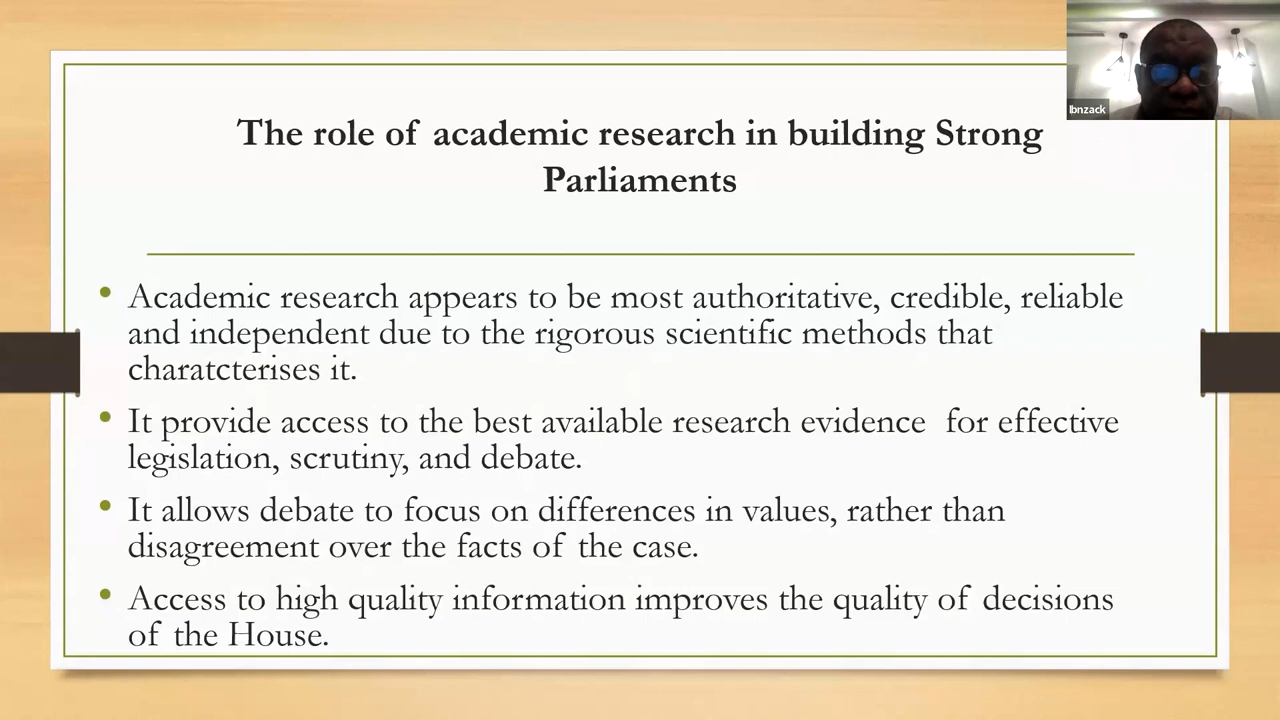 lbnzack
The role of academic research in building Strong
Parliaments
• Academic research appears to be most authoritative, credible, reliable
and independent due to the rigorous scientific methods that
charatcterises it.
• It provide access to the best available research evidence  for effective
legislation, scrutiny, and debate.
• It allows debate to focus on differences in values, rather than
disagreement over the facts of the case.
• Access to high quality information improves the quality of decisions
of the House.